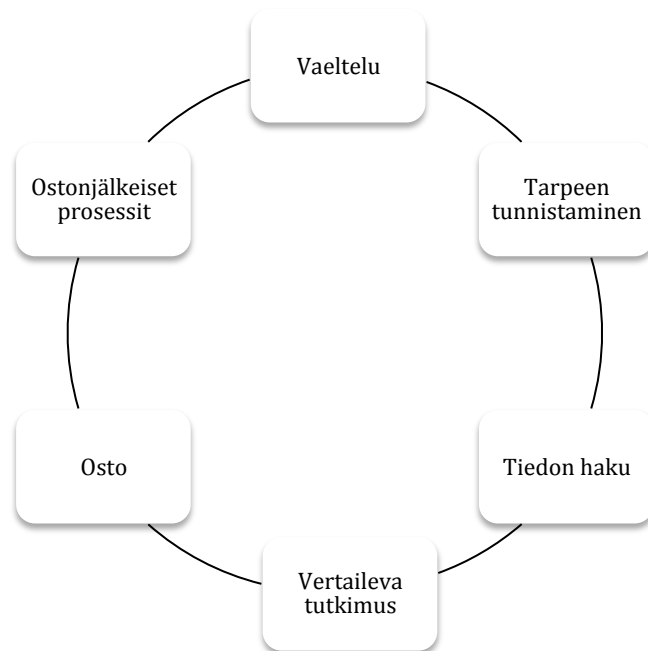 Vaeltelu
Tarpeen
tunnistaminen
Tiedon haku
Vertaileva
tutkimus
Osto
Ostonjälkeiset
prosessit